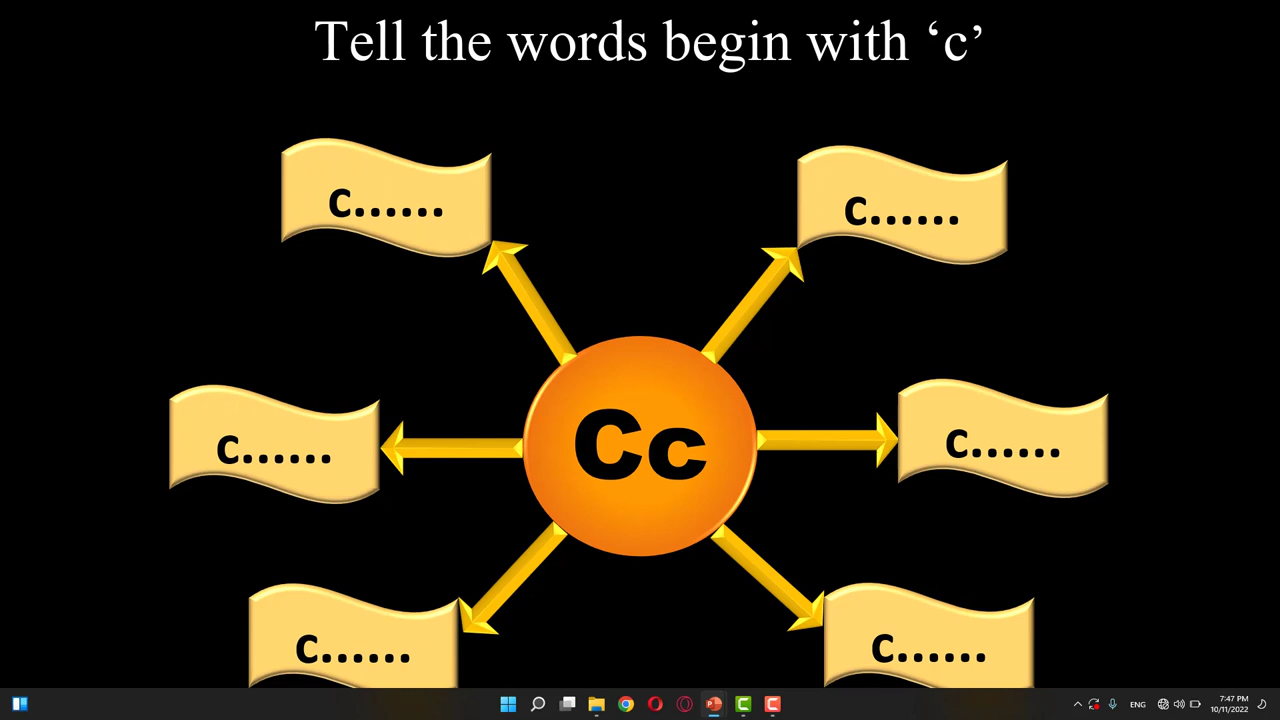 Tell the words begin with ‘c’
c......
c......
Cc
c......
c......
c......
c......
ENG
7:47 PM
10/11/2022